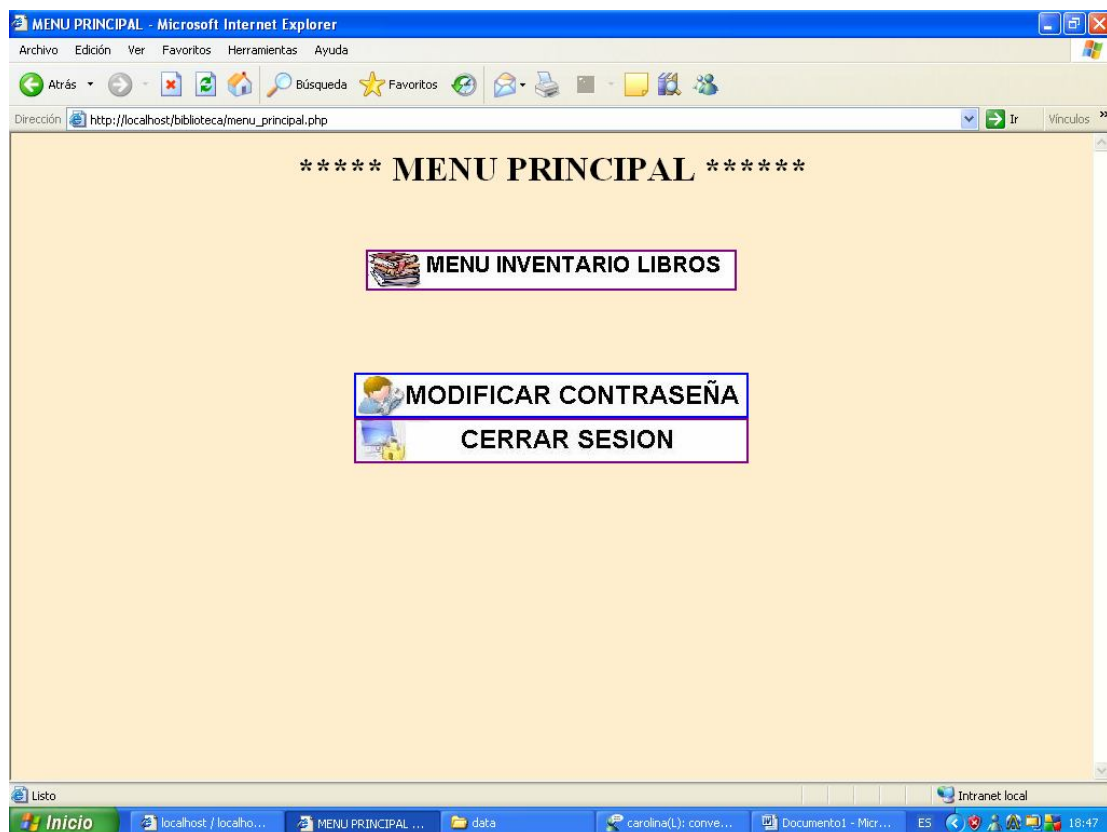 MENU PRINCIPAL - Microsoft Internet Explorer
Archivo Edición Ver Favoritos Herramientas Ayuda
Atrás Búsqueda Favoritos
Dirección http://localhost/biblioteca/menu_principal.php Ir Vínculos »
***** MENU PRINCIPAL ******
MENU INVENTARIO LIBROS
MODIFICAR CONTRASEÑA
CERRAR SESION
Listo Intranet local
Inicio localhost / localho... MENU PRINCIPAL ... data carolina(L): conve... Documento1 - Micr... ES 18:47